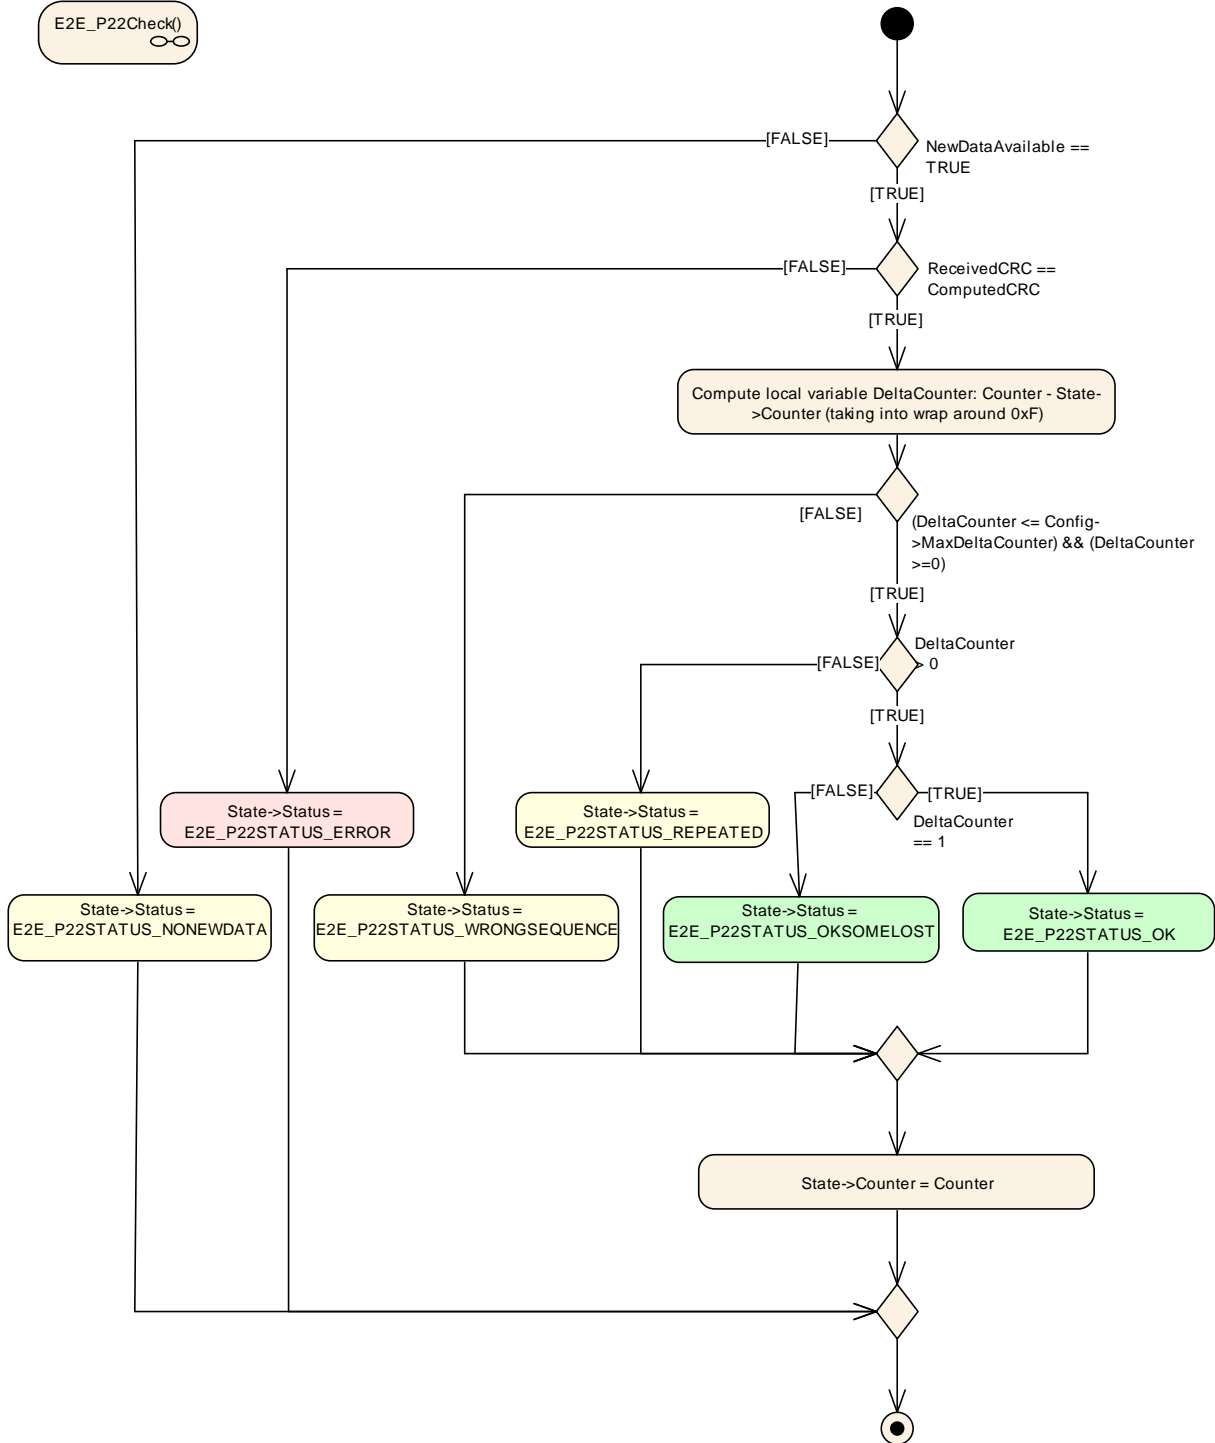 E2E_P22Check()
[FALSE]
NewDataAvailable ==
TRUE
[TRUE]
[FALSE]
ReceivedCRC ==
ComputedCRC
[TRUE]
Compute local variable DeltaCounter: Counter - State-
>Counter (taking into wrap around 0xF)
[FALSE]
(DeltaCounter <= Config-
>MaxDeltaCounter) && (DeltaCounter
>=0)
[TRUE]
DeltaCounter
> 0
[FALSE]
[TRUE]
[FALSE]
[TRUE]
DeltaCounter
== 1
State->Status =
E2E_P22STATUS_ERROR
State->Status =
E2E_P22STATUS_REPEATED
State->Status =
E2E_P22STATUS_NONEWDATA
State->Status =
E2E_P22STATUS_WRONGSEQUENCE
State->Status =
E2E_P22STATUS_OKSOMELOST
State->Status =
E2E_P22STATUS_OK
State->Counter = Counter